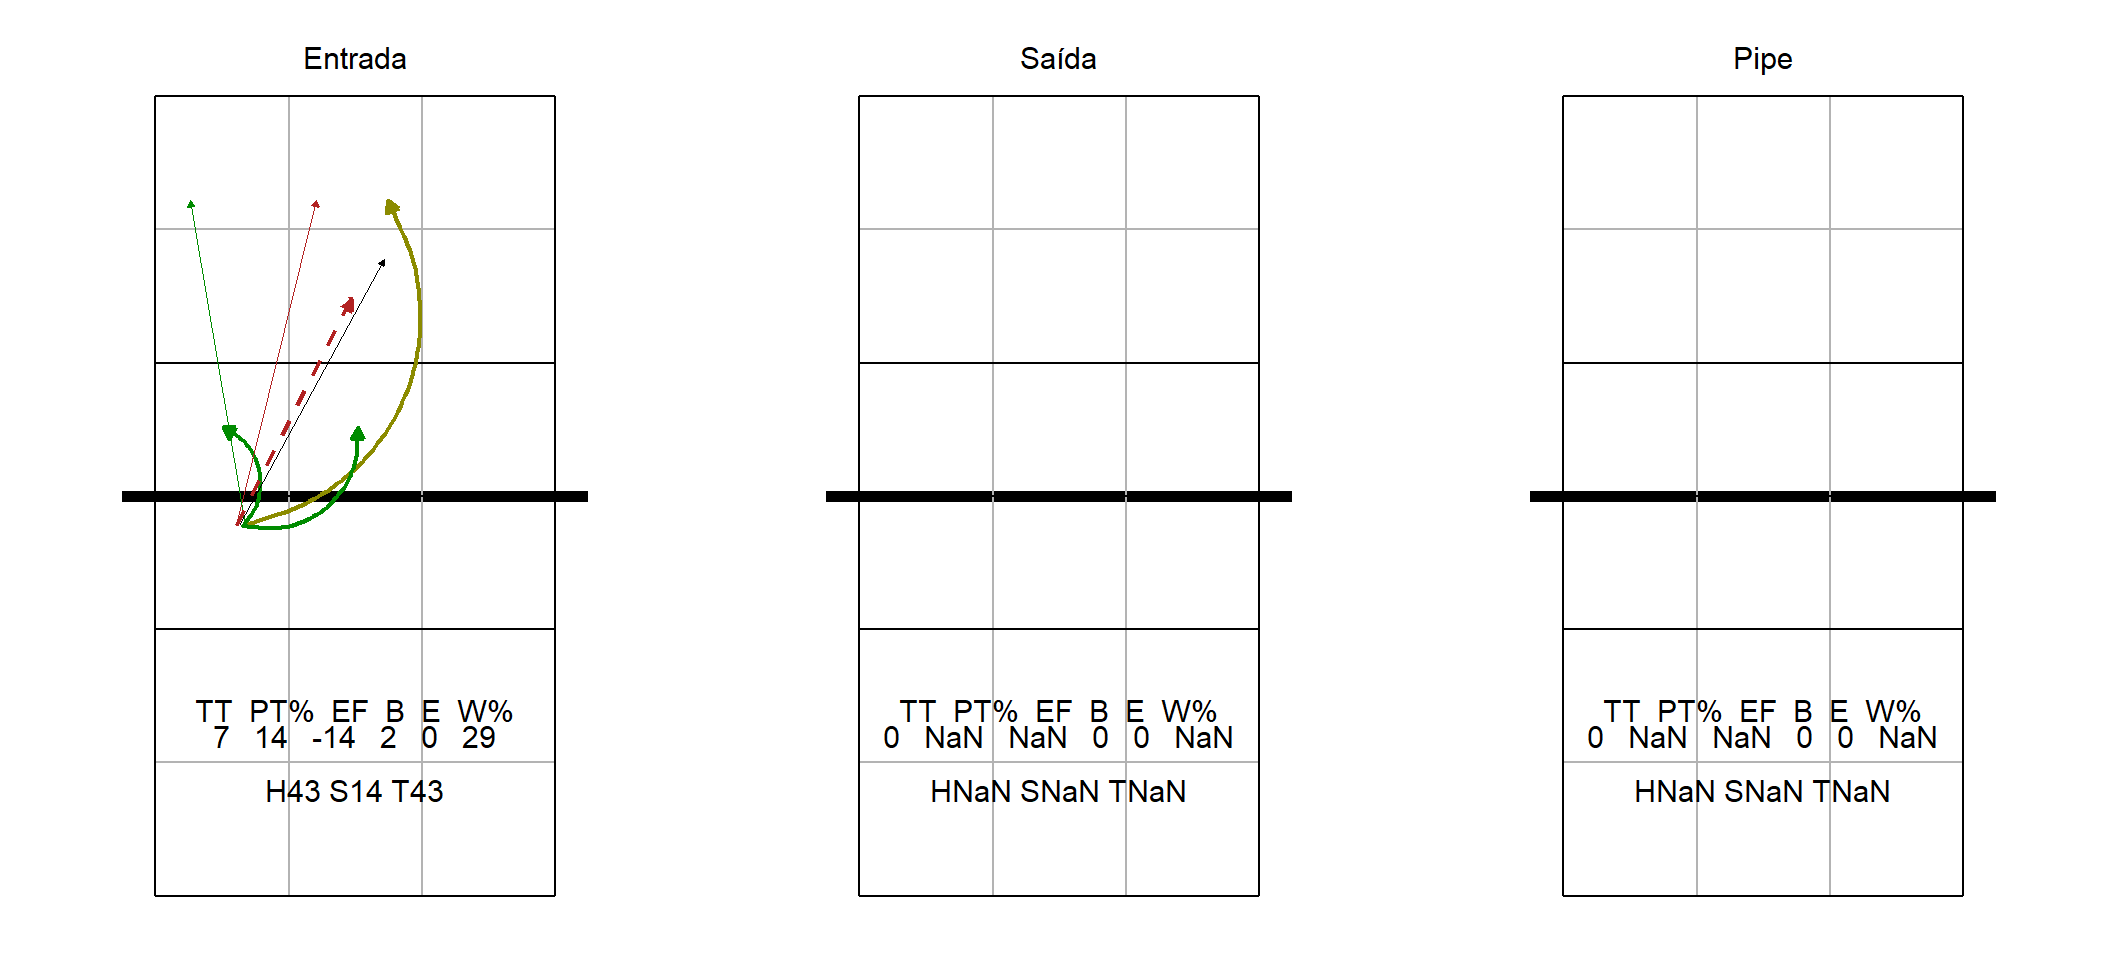 Entrada
TT PT% EF B E W%
7 14 -14 2 0 29
H43 S14 T43
Saída
TT PT% EF B E W%
0 NaN NaN 0 0 NaN
HNaN SNaN TNaN
Pipe
TT PT% EF B E W%
0 NaN NaN 0 0 NaN
HNaN SNaN TNaN